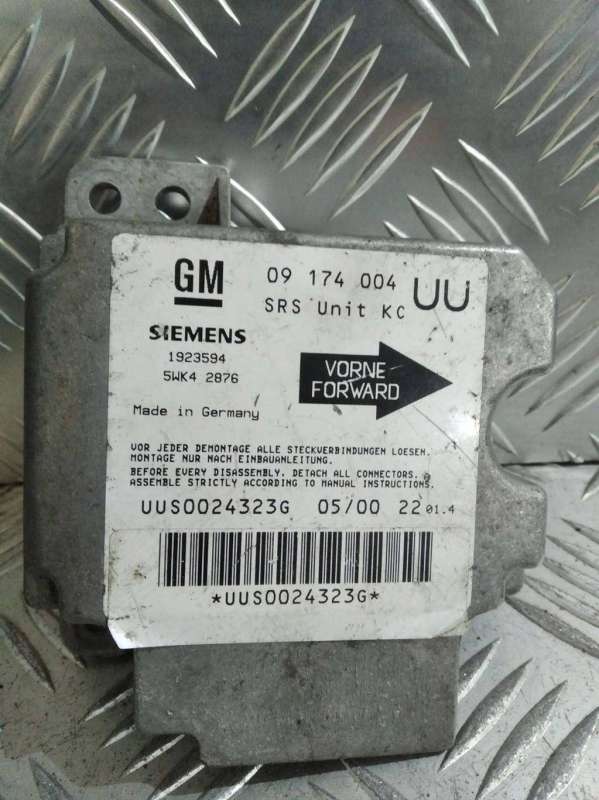 GM 09 174 004 UU
SRS Unit KC
SIEMENS
1923594
5WK4 2876
VORNE
FORWARD
Made in Germany
VOR JEDER DEMONTAGE ALLE STECKVERBINDUNGEN LOESEN.
MONTAGE NUR NACH EINBAUANLEITUNG.
BEFORE EVERY DISASSEMBLY, DETACH ALL CONNECTORS.
ASSEMBLE STRICTLY ACCORDING TO MANUAL INSTRUCTIONS.
UUS0024323G 05/00 22 01.4
*UUS0024323G*